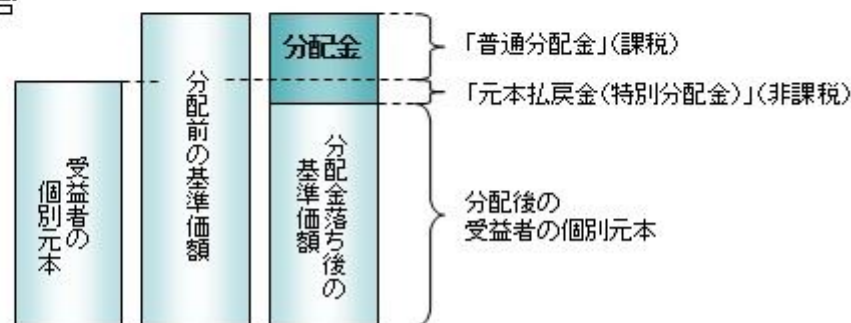 分配金
「普通分配金」(課税)
「元本払戻金(特別分配金)」(非課税)
受益者の
個別元本
分配前の基準価額
分配金落ち後の
基準価額
分配後の
受益者の個別元本